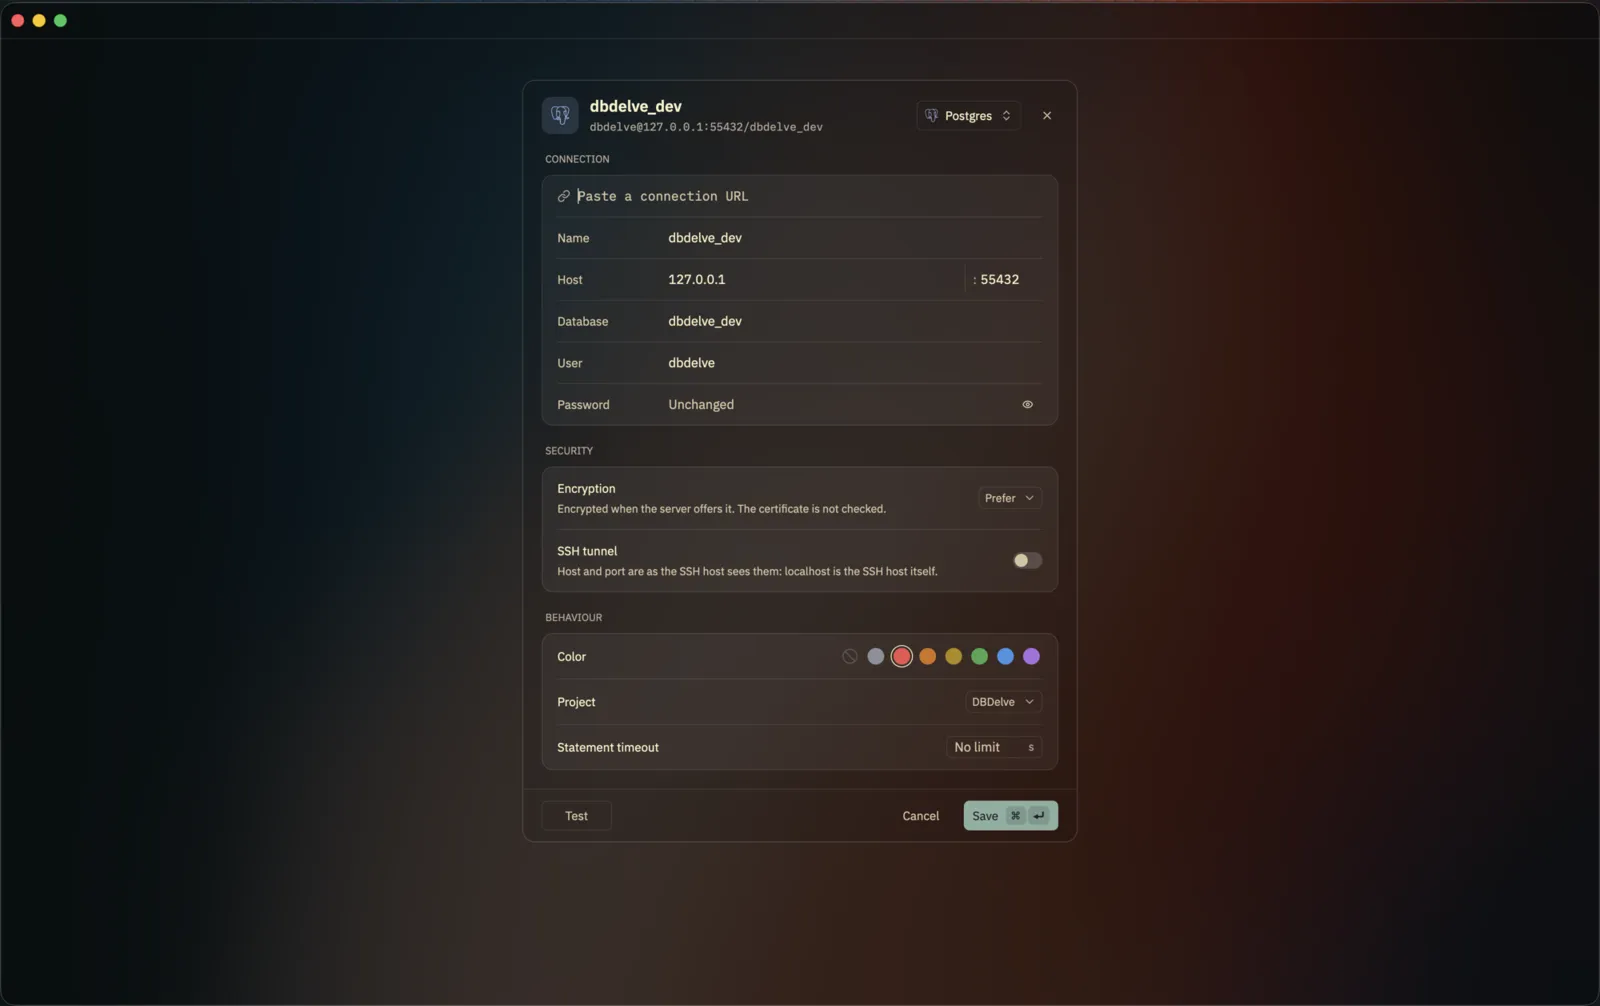 dbdelve_dev
dbdelve@127.0.0.1:55432/dbdelve_dev
Postgres
CONNECTION
Paste a connection URL
Name dbdelve_dev
Host 127.0.0.1 : 55432
Database dbdelve_dev
User dbdelve
Password Unchanged
SECURITY
Encryption
Prefer
Encrypted when the server offers it. The certificate is not checked.
SSH tunnel
Host and port are as the SSH host sees them: localhost is the SSH host itself.
BEHAVIOUR
Color
Project DBDelve
Statement timeout No limit s
Test Cancel Save ⌘ ↵